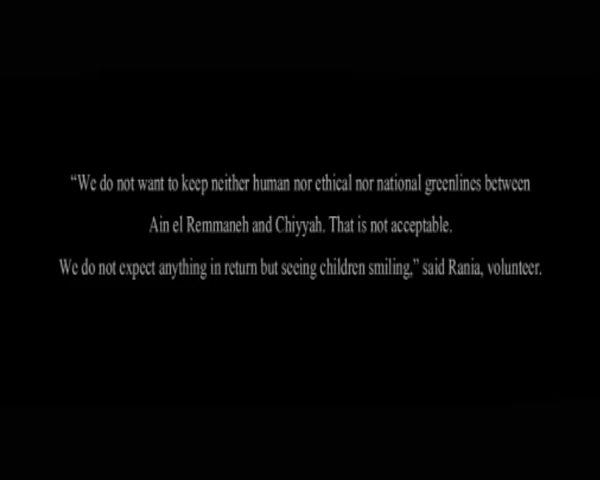 “We do not want to keep neither human nor ethical nor national greenlines between
Ain el Remmaneh and Chiyyah. That is not acceptable.
We do not expect anything in return but seeing children smiling,” said Rania, volunteer.